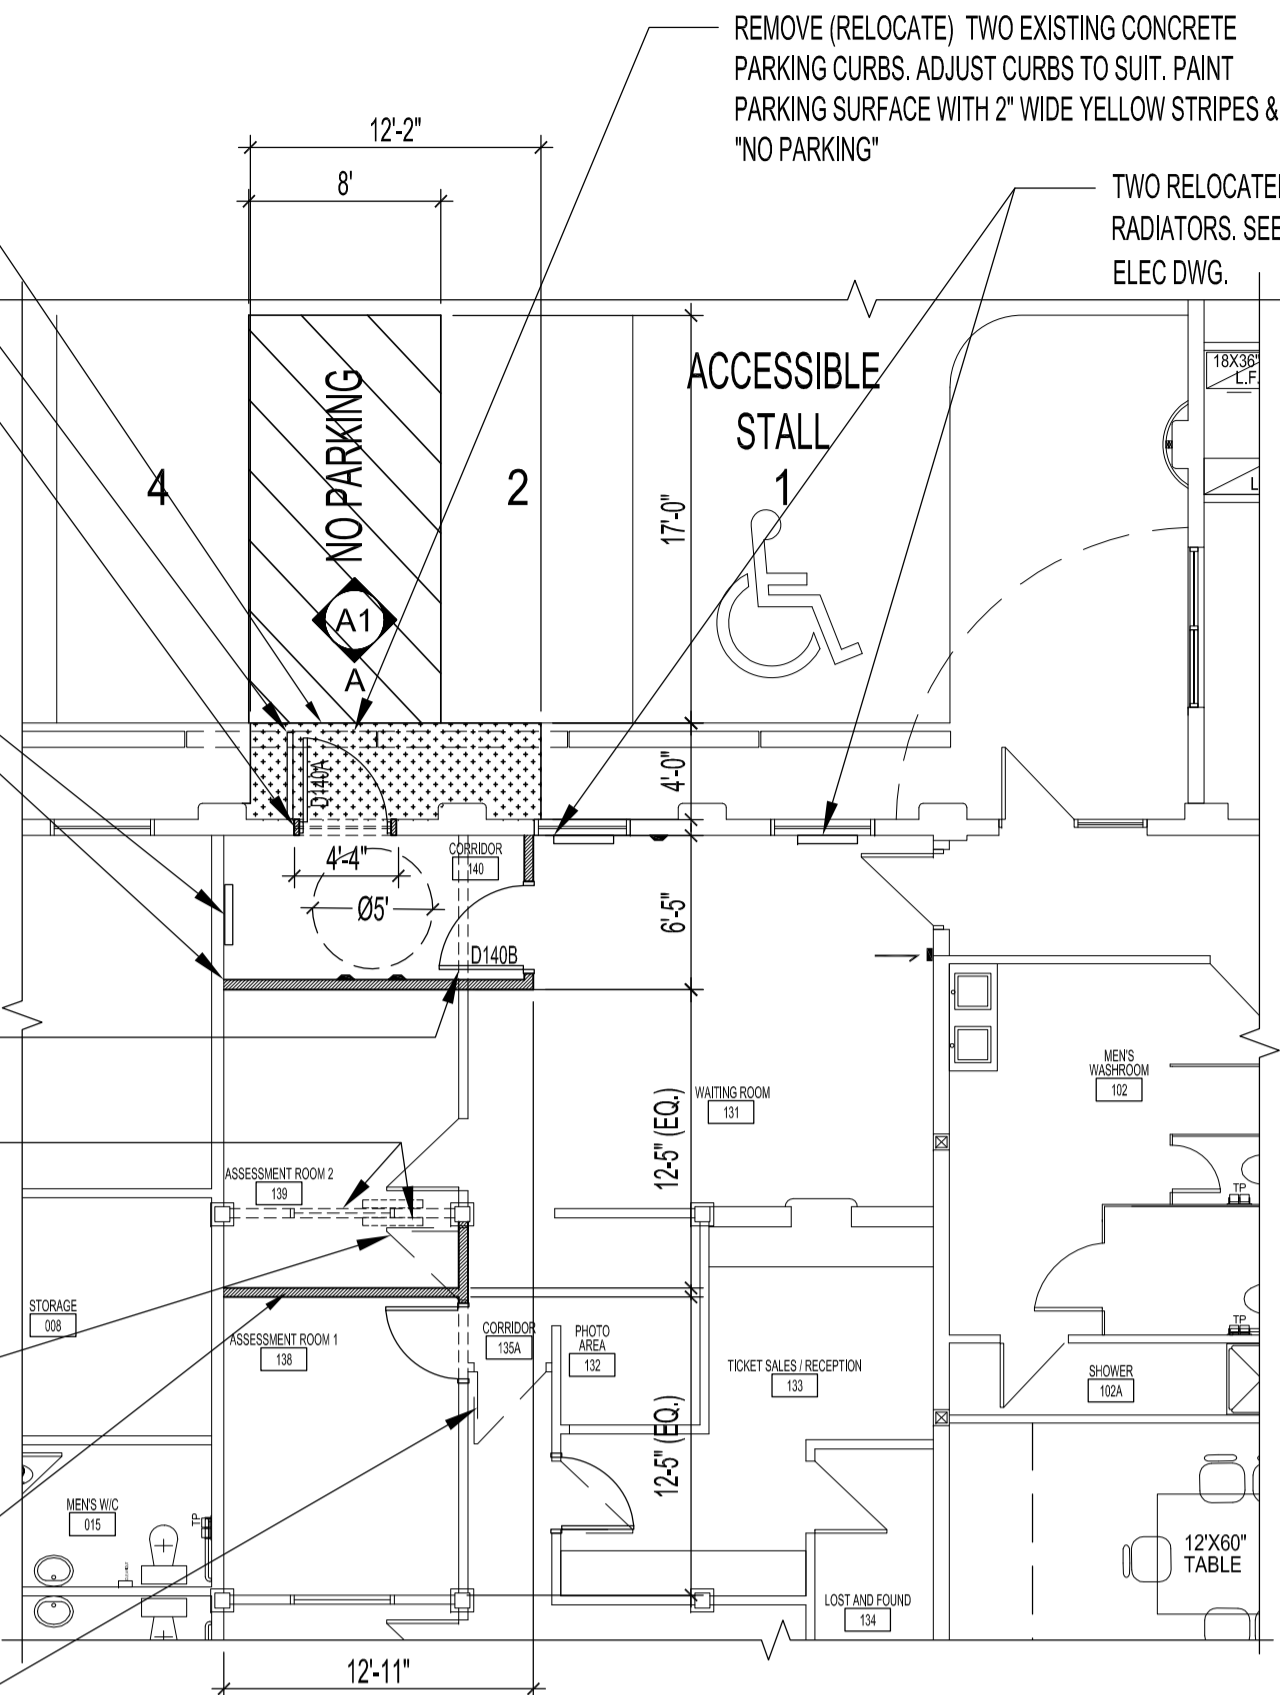 REMOVE (RELOCATE) TWO EXISTING CONCRETE
PARKING CURBS. ADJUST CURBS TO SUIT. PAINT
PARKING SURFACE WITH 2" WIDE YELLOW STRIPES &
"NO PARKING"
12'-2"
8'
TWO RELOCATED
RADIATORS. SEE
ELEC DWG.
ACCESSIBLE
STALL
1
18X36"
L.F.
L
4
NO PARKING
2
17'-0"
A1
A
D140A
4'-0"
4'-4"
CORRIDOR
140
Ø5'
6'-5"
D140B
MEN'S
WASHROOM
102
WAITING ROOM
131
12'-5" (EQ.)
ASSESSMENT ROOM 2
139
TP
STORAGE
008
ASSESSMENT ROOM 1
138
CORRIDOR
135A
PHOTO
AREA
132
TP
TICKET SALES / RECEPTION
133
SHOWER
102A
12'-5" (EQ.)
MEN'S W/C
015
TP
12'X60"
TABLE
LOST AND FOUND
134
12'-11"